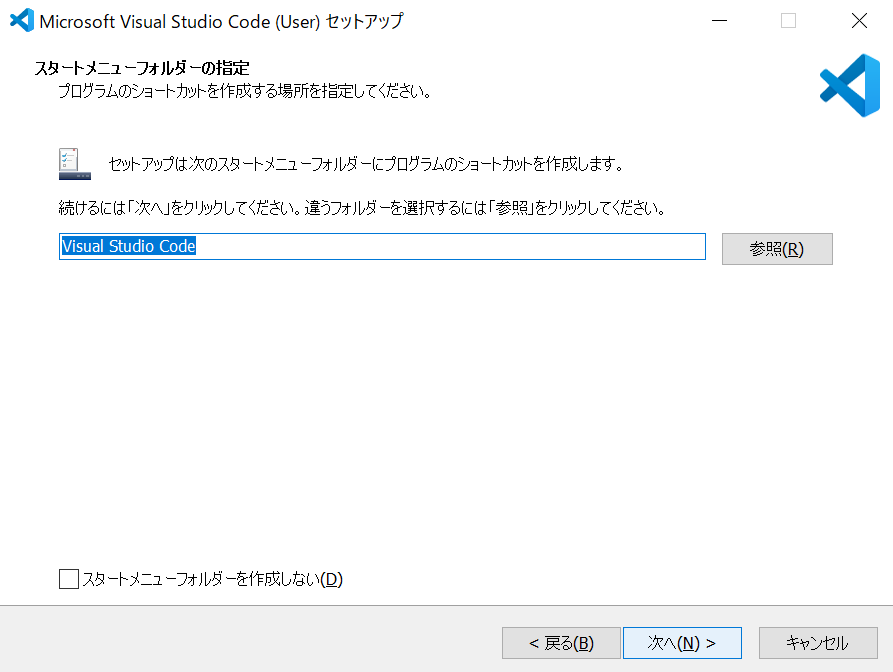 Microsoft Visual Studio Code (User) セットアップ
スタートメニューフォルダーの指定
プログラムのショートカットを作成する場所を指定してください。
セットアップは次のスタートメニューフォルダーにプログラムのショートカットを作成します。
続けるには「次へ」をクリックしてください。違うフォルダーを選択するには「参照」をクリックしてください。
Visual Studio Code
参照(R)
スタートメニューフォルダーを作成しない(D)
< 戻る(B)
次へ(N) >
キャンセル